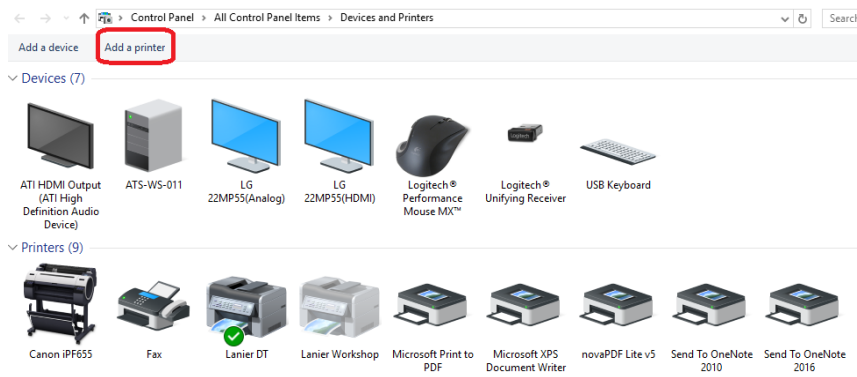 Control Panel › All Control Panel Items › Devices and Printers
Search
Add a device Add a printer
Devices (7)
ATI HDMI Output
(ATI High
Definition Audio
Device)
ATS-WS-011
LG
22MP55(Analog)
LG
22MP55(HDMI)
Logitech®
Performance
Mouse MX™
Logitech®
Unifying Receiver
USB Keyboard
Printers (9)
Canon iPF655
Fax
Lanier DT
Lanier Workshop
Microsoft Print to
PDF
Microsoft XPS
Document Writer
novaPDF Lite v5
Send To OneNote
2010
Send To OneNote
2016